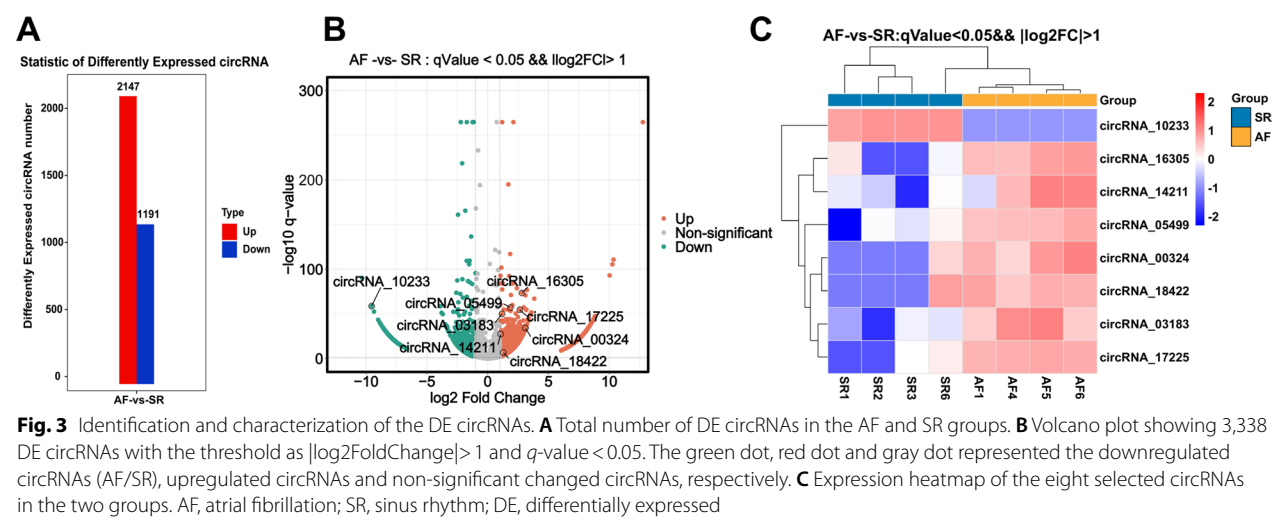 A
Statistic of Differently Expressed circRNA
Differently Expressed circRNA number
2000
1500
1000
500
0
2147
1191
AF-vs-SR
Type
Up
Down
B
AF -vs- SR : qValue < 0.05 && llog2FCl> 1
−log10 q−value
300
200
100
0
circRNA_10233
circRNA_16305
circRNA_05499
circRNA_17225
circRNA_03183
circRNA_00324
circRNA_14211
circRNA_18422
−10
−5
0
5
10
log2 Fold Change
Up
Non-significant
Down
C
AF-vs-SR:qValue<0.05&& |log2FC|>1
Group
circRNA_10233
circRNA_16305
circRNA_14211
circRNA_05499
circRNA_00324
circRNA_18422
circRNA_03183
circRNA_17225
SR1
SR2
SR3
SR6
AF1
AF4
AF5
AF6
2
1
0
-1
-2
Group
SR
AF
Fig. 3 Identification and characterization of the DE circRNAs. A Total number of DE circRNAs in the AF and SR groups. B Volcano plot showing 3,338
DE circRNAs with the threshold as |log2FoldChange|> 1 and q-value < 0.05. The green dot, red dot and gray dot represented the downregulated
circRNAs (AF/SR), upregulated circRNAs and non-significant changed circRNAs, respectively. C Expression heatmap of the eight selected circRNAs
in the two groups. AF, atrial fibrillation; SR, sinus rhythm; DE, differentially expressed